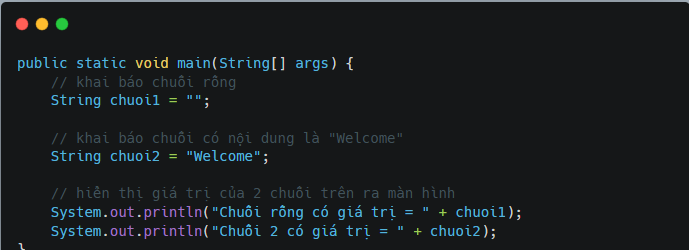 public static void main(String[] args) {
// khai báo chuỗi rỗng
String chuoi1 = "";
// khai báo chuỗi có nội dung là "Welcome"
String chuoi2 = "Welcome";
// hiển thị giá trị của 2 chuỗi trên ra màn hình
System.out.println("Chuỗi rỗng có giá trị = " + chuoi1);
System.out.println("Chuỗi 2 có giá trị = " + chuoi2);
}